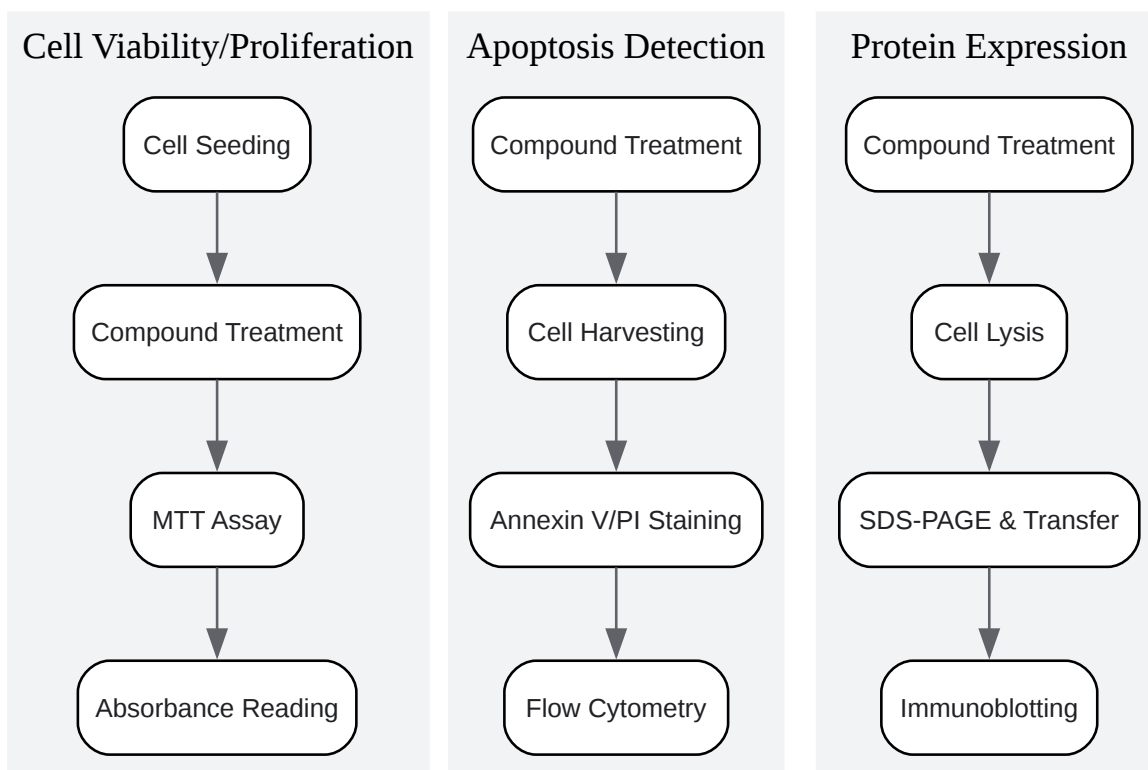 Cell Viability/Proliferation
Cell Seeding
Compound Treatment
MTT Assay
Absorbance Reading
Apoptosis Detection
Compound Treatment
Cell Harvesting
Annexin V/PI Staining
Flow Cytometry
Protein Expression
Compound Treatment
Cell Lysis
SDS-PAGE & Transfer
Immunoblotting